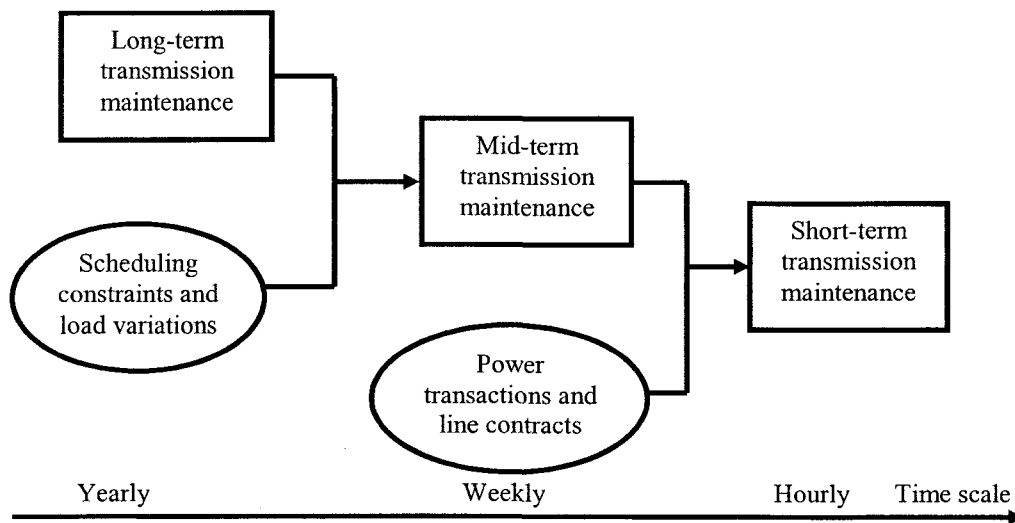 Long-term
transmission
maintenance
Mid-term
transmission
maintenance
Short-term
transmission
maintenance
Scheduling
constraints and
load variations
Power
transactions and
line contracts
Yearly
Weekly
Hourly
Time scale